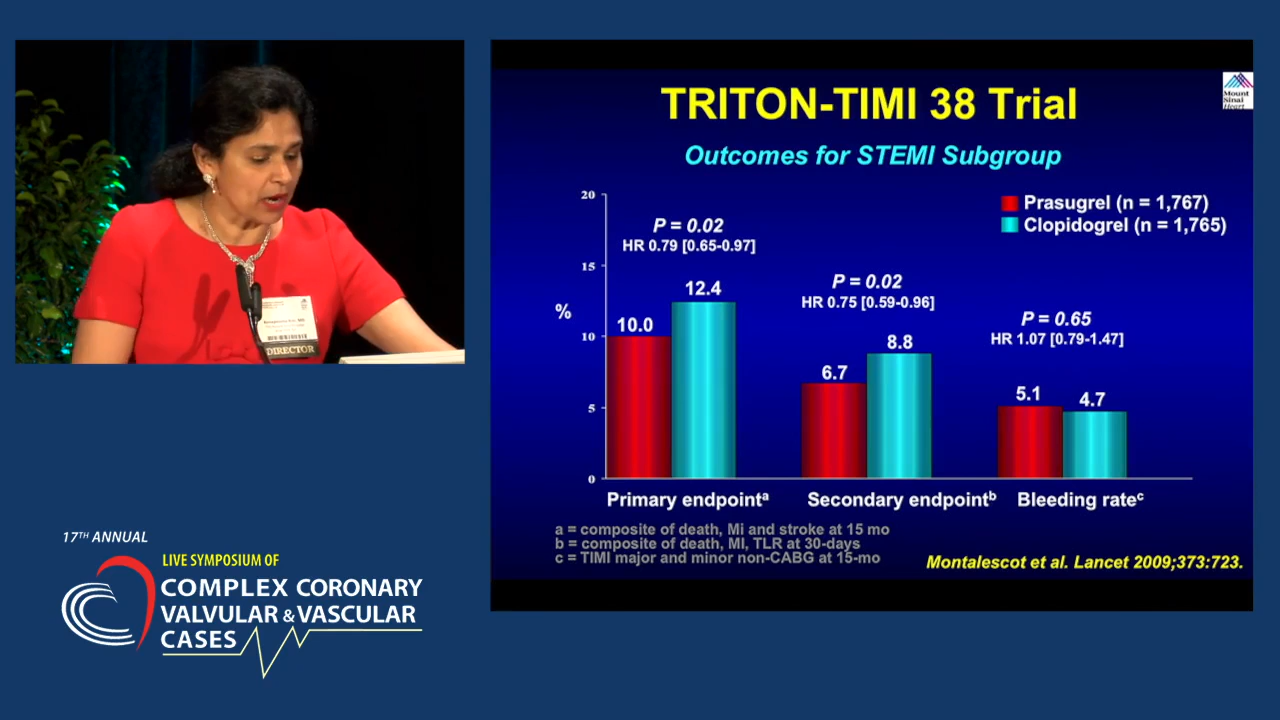 TRITON-TIMI 38 Trial
Mount
Sinai
Heart
Outcomes for STEMI Subgroup
Prasugrel (n = 1,767)
Clopidogrel (n = 1,765)
20
15
10
5
0
%
P = 0.02
HR 0.79 [0.65-0.97]
10.0
12.4
P = 0.02
HR 0.75 [0.59-0.96]
6.7
8.8
P = 0.65
HR 1.07 [0.79-1.47]
5.1
4.7
Primary endpointa
Secondary endpointb
Bleeding ratec
a = composite of death, Mi and stroke at 15 mo
b = composite of death, MI, TLR at 30-days
c = TIMI major and minor non-CABG at 15-mo
Montalescot et al. Lancet 2009;373:723.
DIRECTOR
17TH ANNUAL
LIVE SYMPOSIUM OF
COMPLEX CORONARY
VALVULAR & VASCULAR
CASES